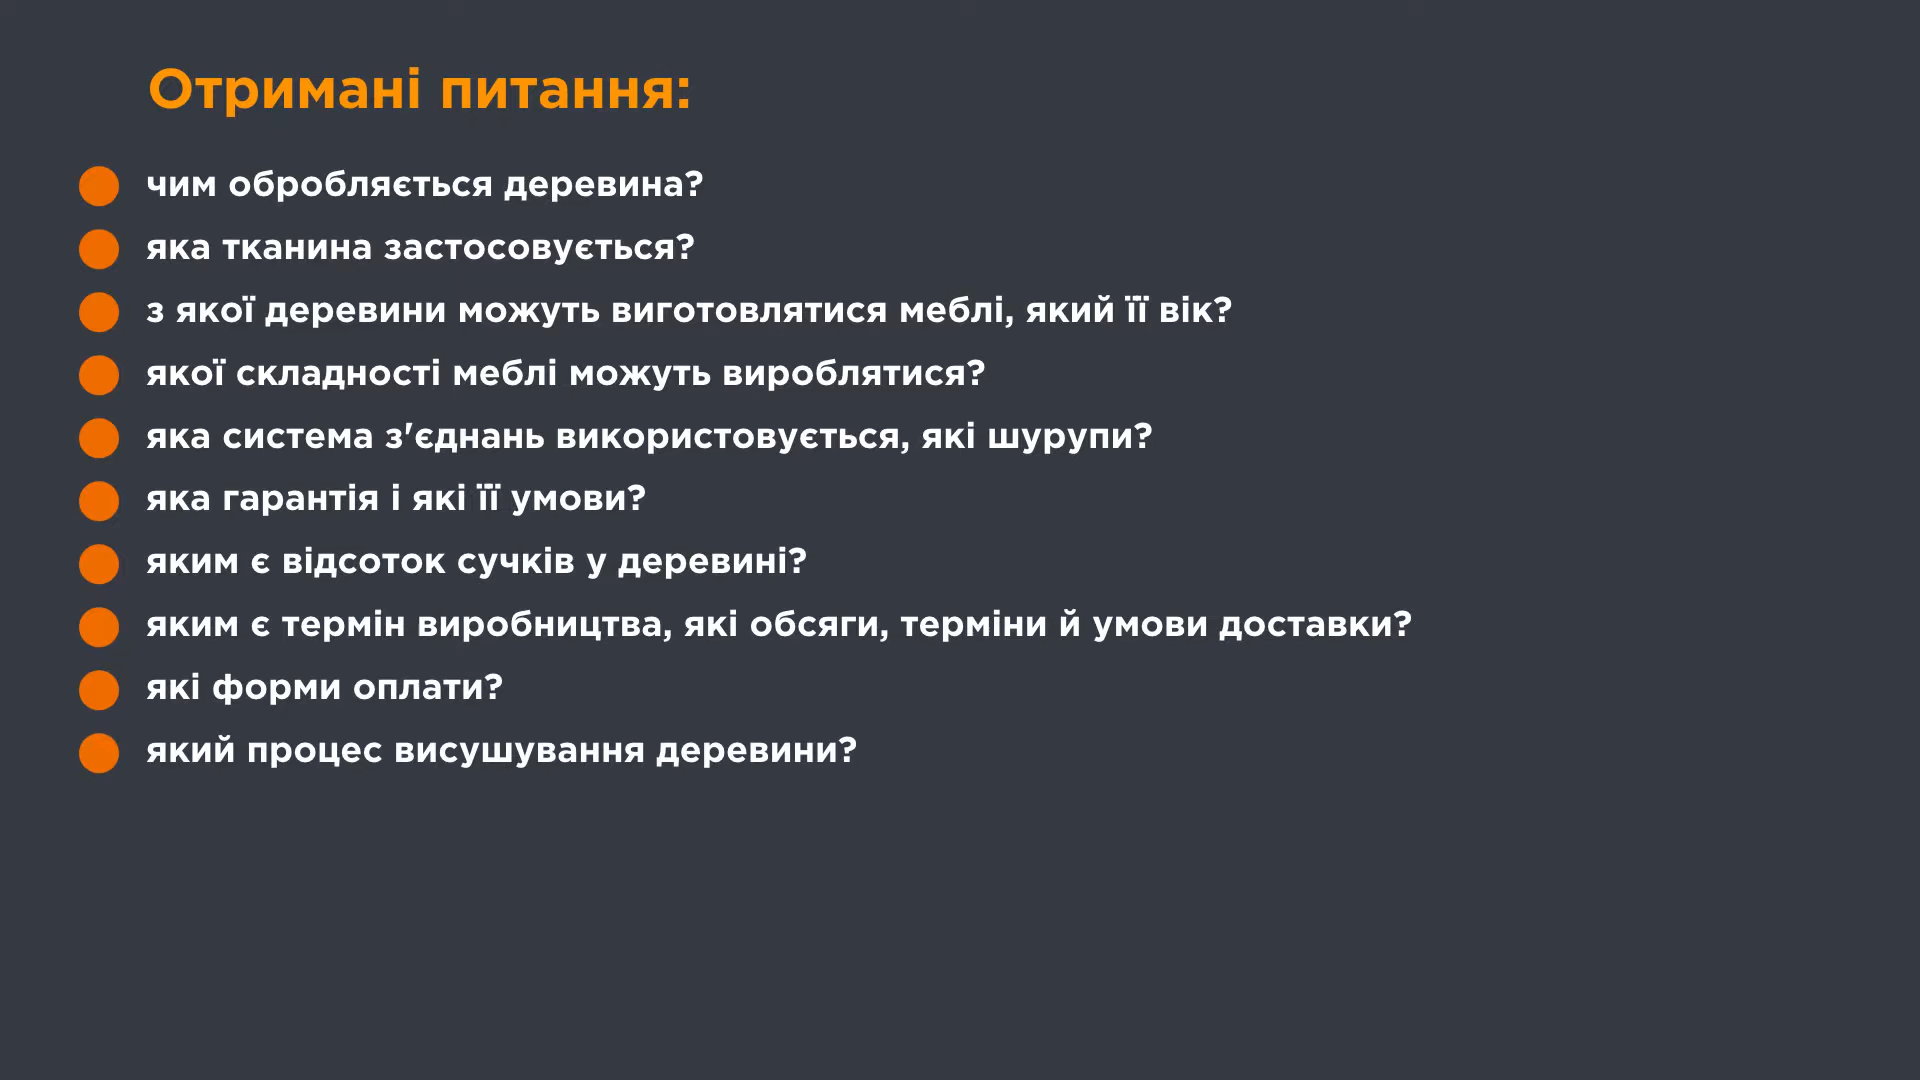 Отримані питання:
чим обробляється деревина?
яка тканина застосовується?
з якої деревини можуть виготовлятися меблі, який її вік?
якої складності меблі можуть вироблятися?
яка система з'єднань використовується, які шурупи?
яка гарантія і які її умови?
яким є відсоток сучків у деревині?
яким є термін виробництва, які обсяги, терміни й умови доставки?
які форми оплати?
який процес висушування деревини?